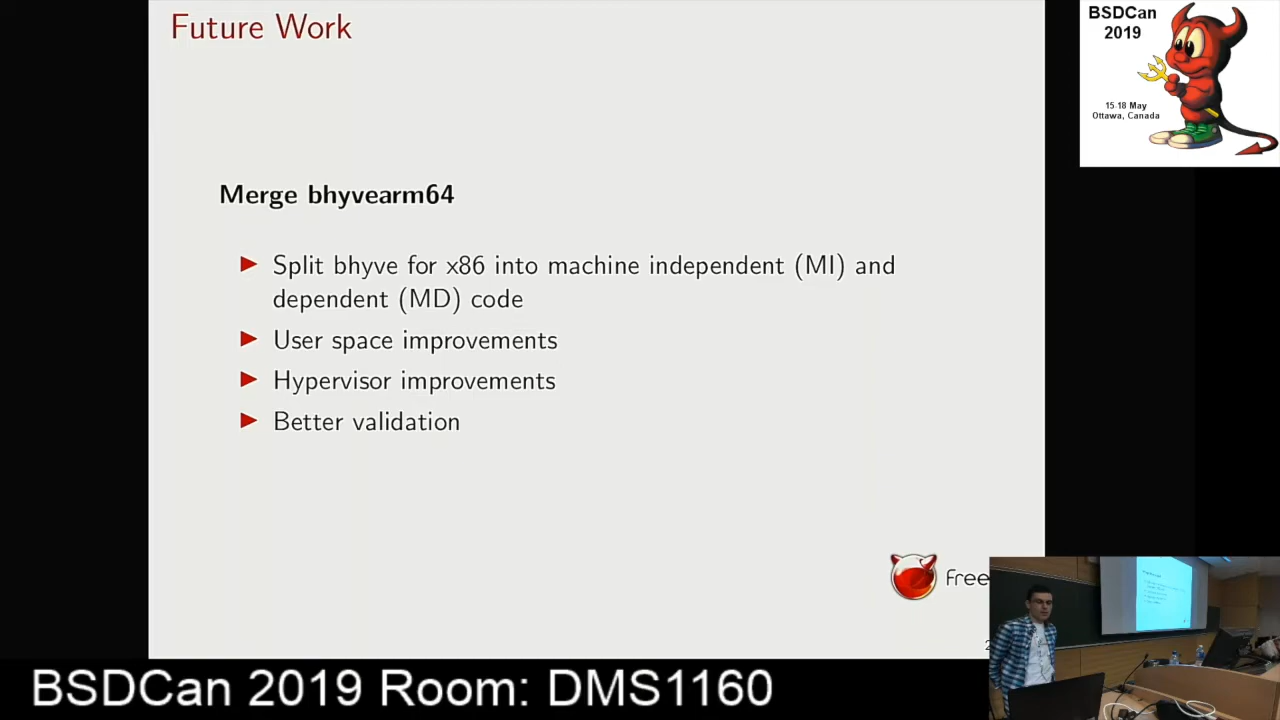 Future Work
BSDCan
2019
15-18 May
Ottawa, Canada
Merge bhyvearm64
Split bhyve for x86 into machine independent (MI) and
dependent (MD) code
User space improvements
Hypervisor improvements
Better validation
Free
BSDCan 2019 Room: DMS1160